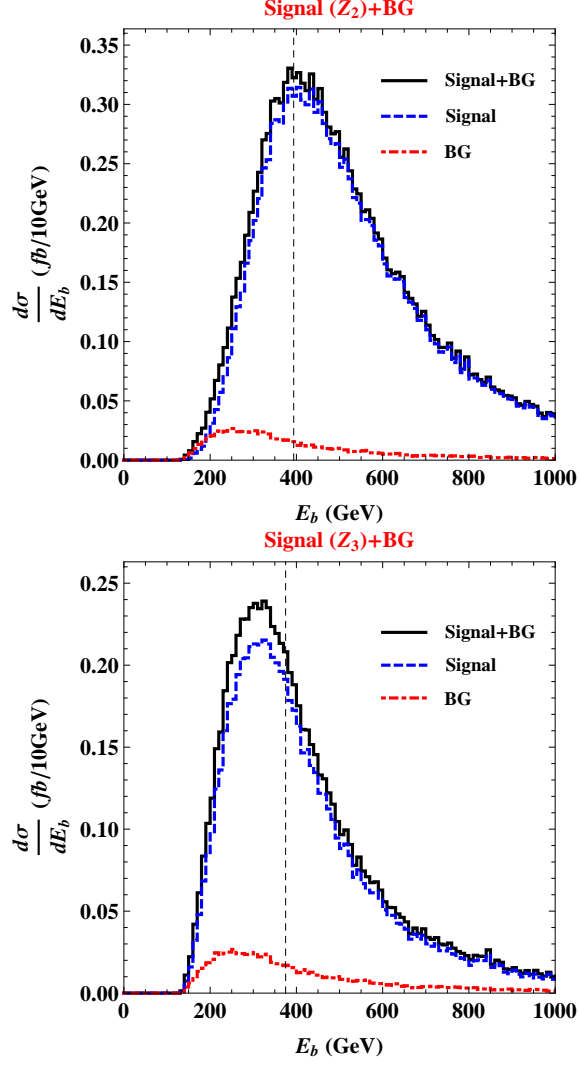 Signal (Z2)+BG
0.35
0.30
0.25
0.20
0.15
0.10
0.05
0.00
dσ
dEb
(fb/10GeV)
Signal+BG
Signal
BG
0 200 400 600 800 1000
Eb (GeV)
Signal (Z3)+BG
0.25
0.20
0.15
0.10
0.05
0.00
dσ
dEb
(fb/10GeV)
Signal+BG
Signal
BG
0 200 400 600 800 1000
Eb (GeV)